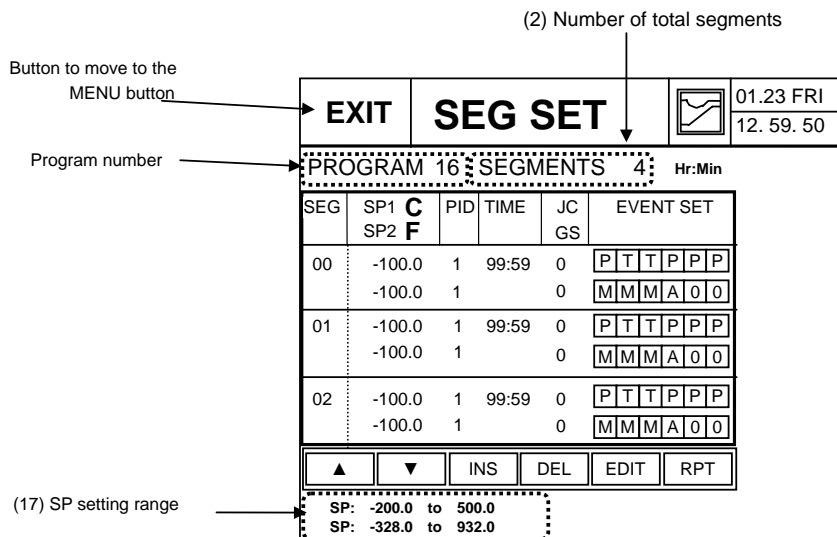 (2) Number of total segments
Button to move to the
MENU button
EXIT SEG SET 01.23 FRI
12. 59. 50
Program number
PROGRAM 16 SEGMENTS 4 Hr:Min
SEG SP1 C PID TIME JC EVENT SET
SP2 F GS
00 -100.0 1 99:59 0 P T T P P P
-100.0 1 0 M M M A 0 0
01 -100.0 1 99:59 0 P T T P P P
-100.0 1 0 M M M A 0 0
02 -100.0 1 99:59 0 P T T P P P
-100.0 1 0 M M M A 0 0
▲ ▼ INS DEL EDIT RPT
(17) SP setting range
SP: -200.0 to 500.0
SP: -328.0 to 932.0